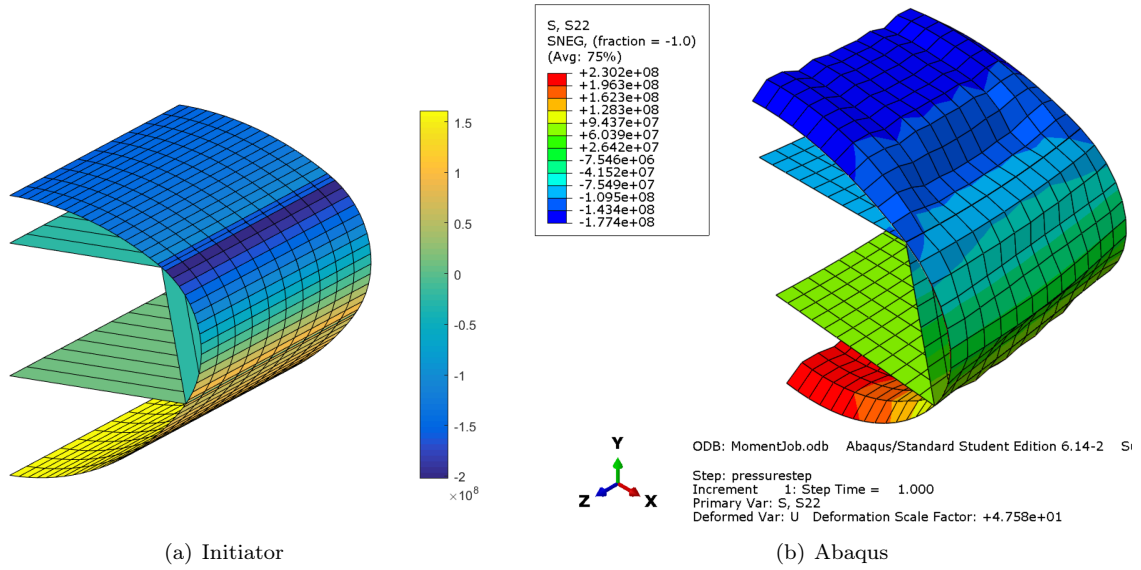 1.5
1
0.5
0
-0.5
-1
-1.5
-2
×10⁸
S, S22
SNEG, (fraction = -1.0)
(Avg: 75%)
+2.302e+08
+1.963e+08
+1.623e+08
+1.283e+08
+9.437e+07
+6.039e+07
+2.642e+07
-7.546e+06
-4.152e+07
-7.549e+07
-1.095e+08
-1.434e+08
-1.774e+08
Y
Z
X
ODB: MomentJob.odb Abaqus/Standard Student Edition 6.14-2 Su
Step: pressurestep
Increment 1: Step Time = 1.000
Primary Var: S, S22
Deformed Var: U Deformation Scale Factor: +4.758e+01
(a) Initiator
(b) Abaqus